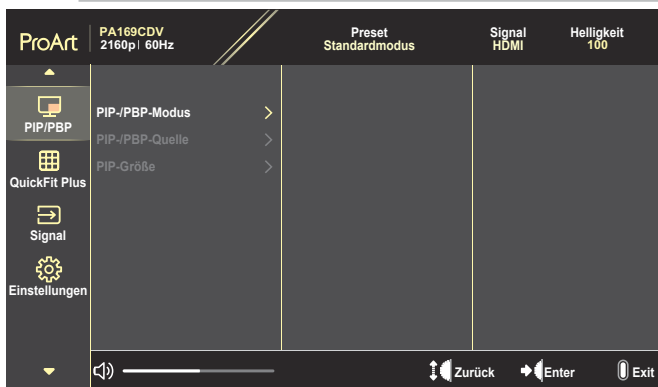 ProArt
PA169CDV
2160p 60Hz
Preset
Standardmodus
Signal
HDMI
Helligkeit
100
PIP/PBP
QuickFit Plus
Signal
Einstellungen
PIP-/PBP-Modus
PIP-/PBP-Quelle
PIP-Größe
Zurück
Enter
Exit